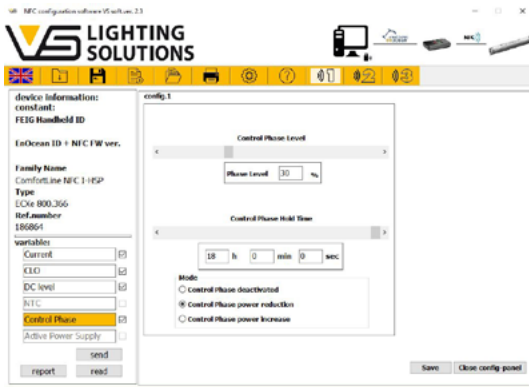 NFC configuration software VS soft ver. 2.1
VS LIGHTING
SOLUTIONS
NFC
device information:
constant:
FEIG Handheld ID
EnOcean ID + NFC FW ver.
Family Name
ComfortLine NFC I-HSP
Type
ECXe 800.366
Ref.number
186864
variable:
Current
CLO
DC level
NTC
Control Phase
Active Power Supply
send
report read
config.1
Control Phase Level
Phase Level 30 %
Control Phase Hold Time
18 h 0 min 0 sec
Mode
Control Phase deactivated
Control Phase power reduction
Control Phase power increase
Save Close config-panel